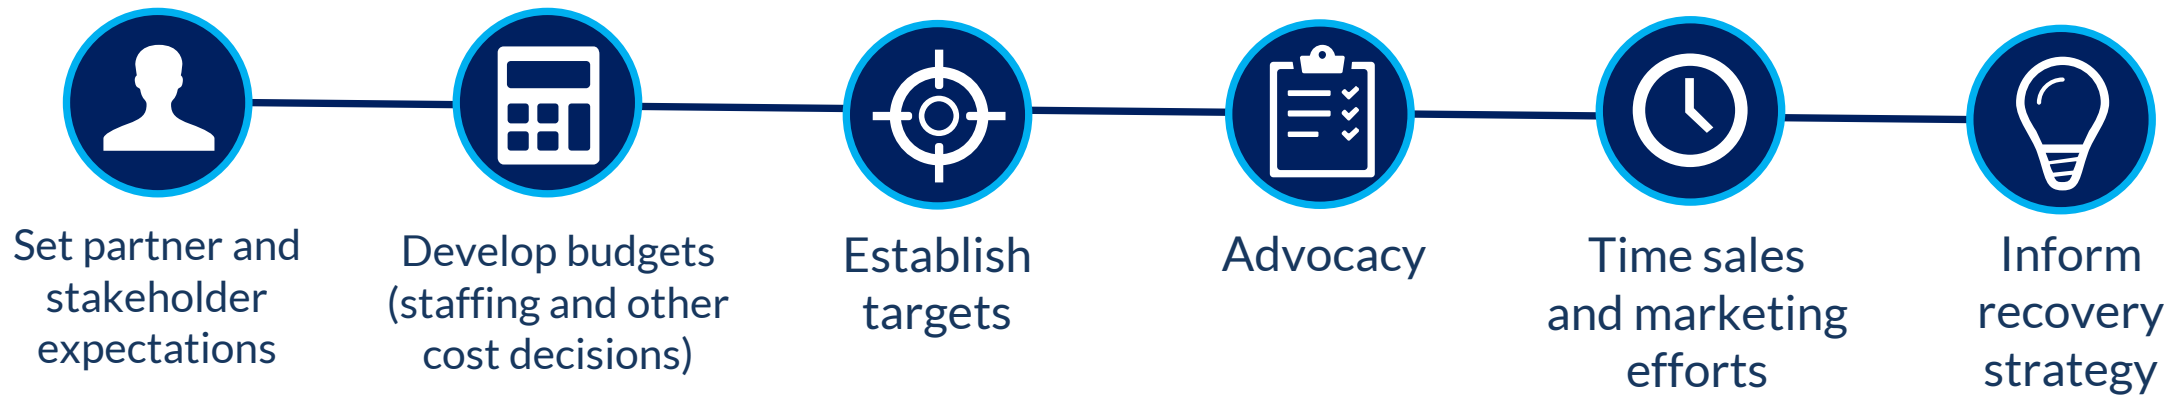 Set partner and
stakeholder
expectations
Develop budgets
(staffing and other
cost decisions)
Establish
targets
Advocacy
Time sales
and marketing
efforts
Inform
recovery
strategy